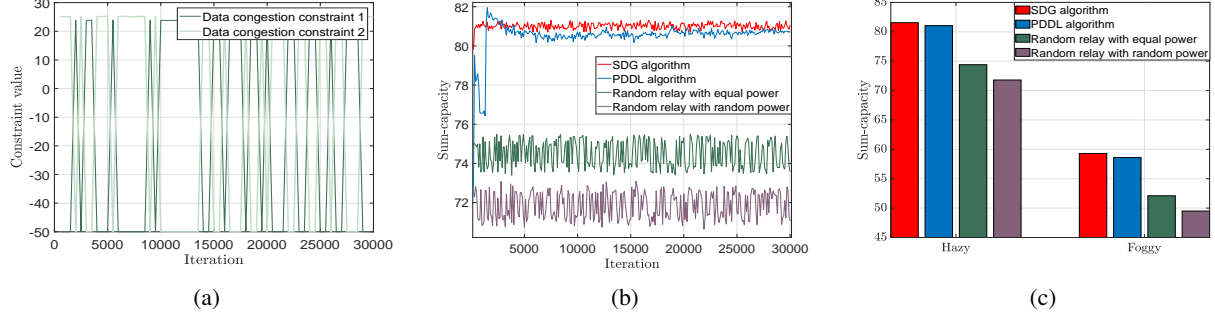 30
20
10
0
-10
-20
-30
-40
-50
0
5000
10000
15000
20000
25000
30000
Constraint value
Iteration
Data congestion constraint 1
Data congestion constraint 2
(a)
82
80
78
76
74
72
5000
10000
15000
20000
25000
30000
Sum-capacity
Iteration
SDG algorithm
PDDL algorithm
Random relay with equal power
Random relay with random power
(b)
85
80
75
70
65
60
55
50
45
Sum-capacity
Hazy
Foggy
SDG algorithm
PDDL algorithm
Random relay with equal power
Random relay with random power
(c)